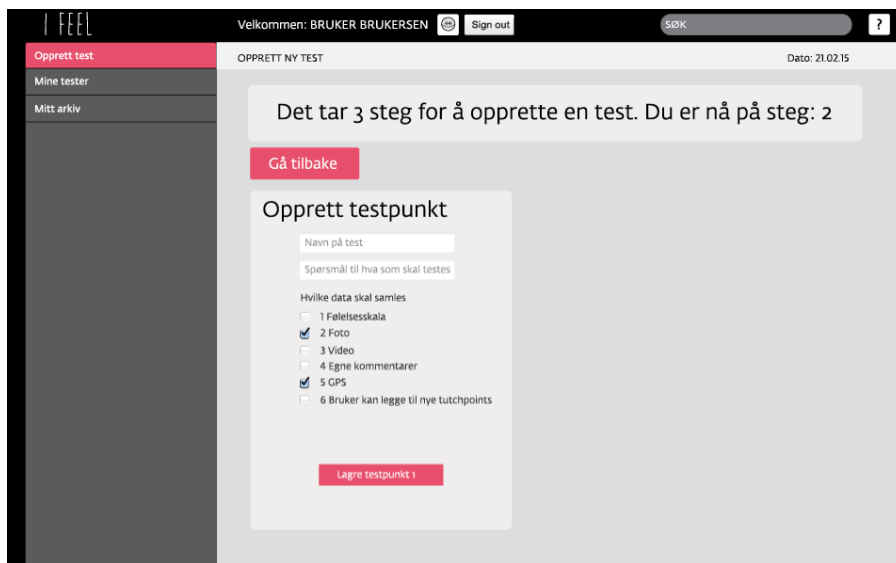 I FEEL
Velkommen: BRUKER BRUKERSEN
Sign out
SØK
?
Opprett test
OPPRETT NY TEST
Dato: 21.02.15
Mine tester
Mitt arkiv
Det tar 3 steg for å opprette en test. Du er nå på steg: 2
Gå tilbake
Opprett testpunkt
Navn på test
Spørsmål til hva som skal testes
Hvilke data skal samles
1 Følelsesskala
2 Foto
3 Video
4 Egne kommentarer
5 GPS
6 Bruker kan legge til nye tutchpoints
Lagre testpunkt 1